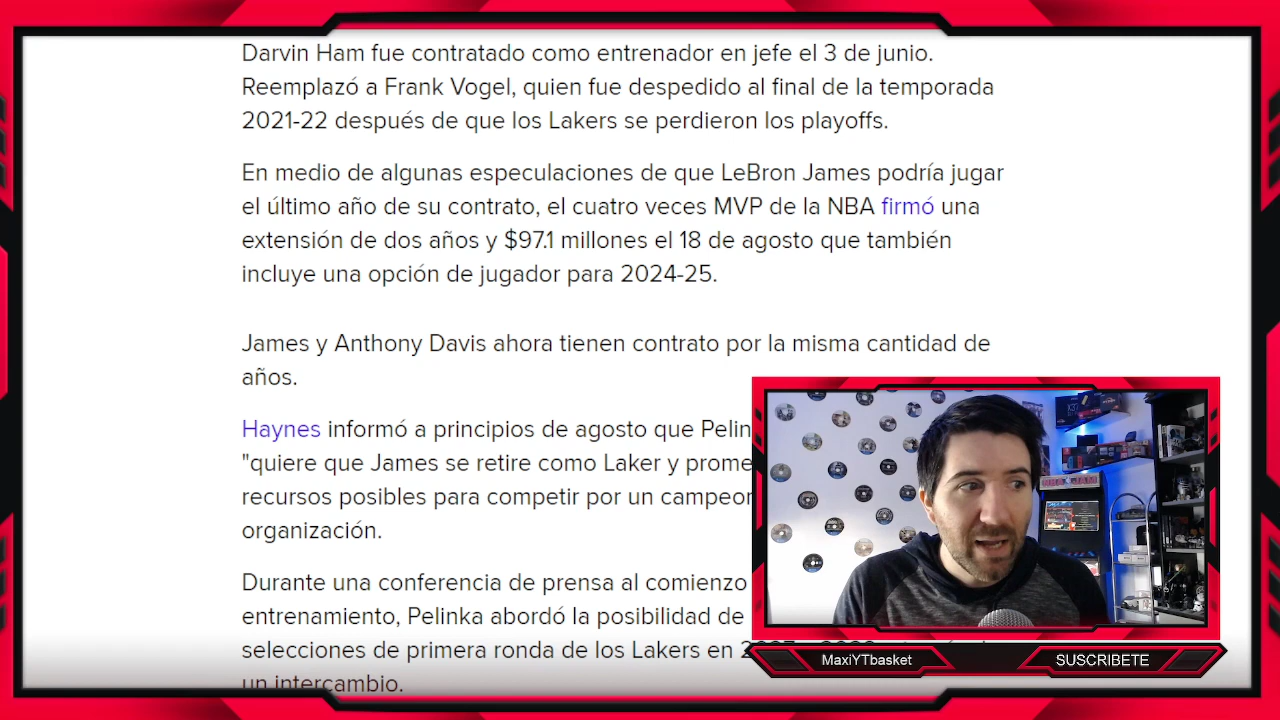 Darvin Ham fue contratado como entrenador en jefe el 3 de junio.
Reemplazó a Frank Vogel, quien fue despedido al final de la temporada
2021-22 después de que los Lakers se perdieron los playoffs.
En medio de algunas especulaciones de que LeBron James podría jugar
el último año de su contrato, el cuatro veces MVP de la NBA firmó una
extensión de dos años y $97.1 millones el 18 de agosto que también
incluye una opción de jugador para 2024-25.
James y Anthony Davis ahora tienen contrato por la misma cantidad de
años.
Haynes informó a principios de agosto que Pelin
"quiere que James se retire como Laker y prome
recursos posibles para competir por un campeor
organización.
Durante una conferencia de prensa al comienzo
entrenamiento, Pelinka abordó la posibilidad de
selecciones de primera ronda de los Lakers en
un intercambio.
MaxiYTbasket
SUSCRIBETE